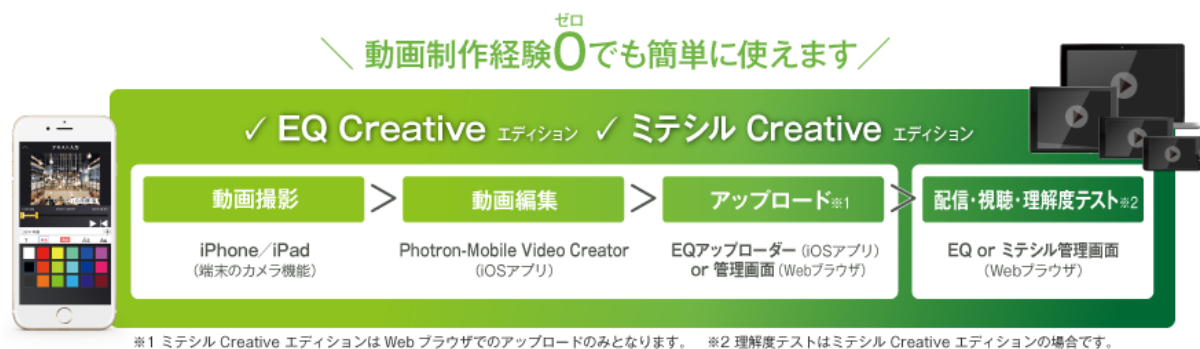 ゼロ
＼ 動画制作経験0でも簡単に使えます ／
✓ EQ Creative エディション ✓ ミテシル Creative エディション
テキスト入力
動画撮影 > 動画編集 > アップロード※1 > 配信・視聴・理解度テスト※2
iPhone／iPad
（端末のカメラ機能）
Photron-Mobile Video Creator
（iOSアプリ）
EQアップローダー（iOSアプリ）
or 管理画面（Webブラウザ）
EQ or ミテシル管理画面
（Webブラウザ）
※1 ミテシル Creative エディションは Web ブラウザでのアップロードのみとなります。 ※2 理解度テストはミテシル Creative エディションの場合です。